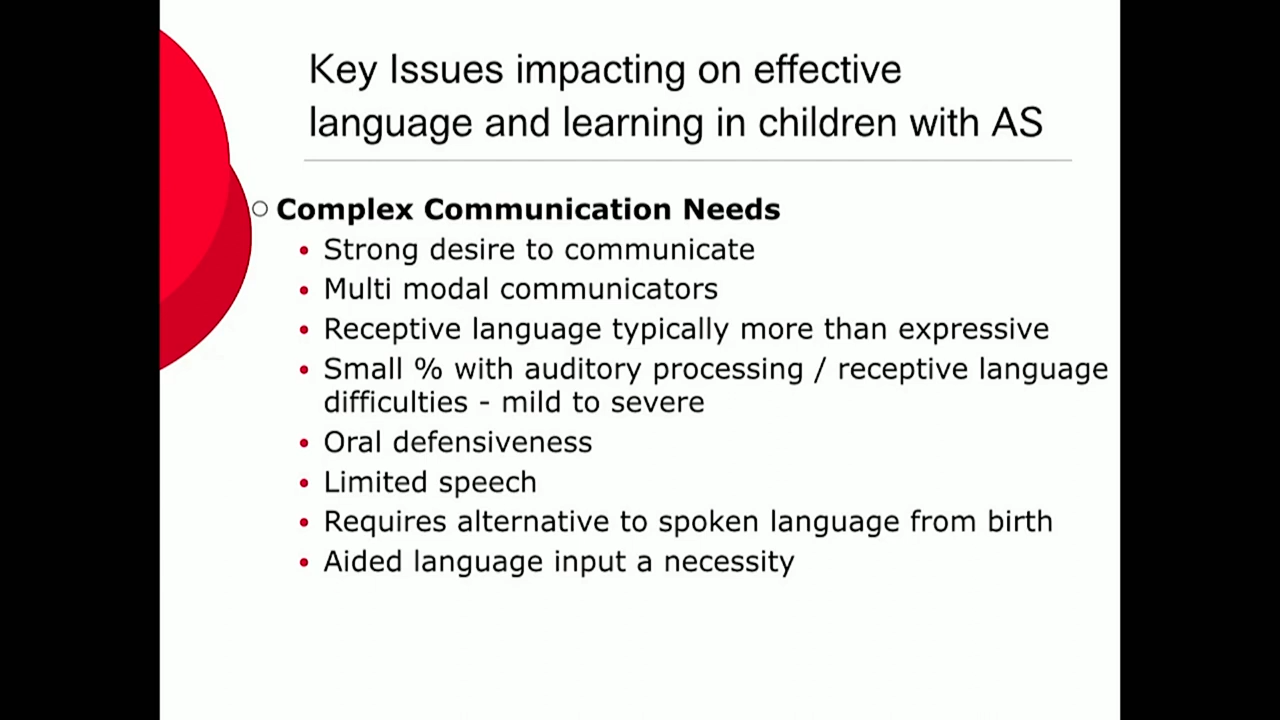 Key Issues impacting on effective
language and learning in children with AS
Complex Communication Needs
Strong desire to communicate
Multi modal communicators
Receptive language typically more than expressive
Small % with auditory processing / receptive language
difficulties - mild to severe
Oral defensiveness
Limited speech
Requires alternative to spoken language from birth
Aided language input a necessity